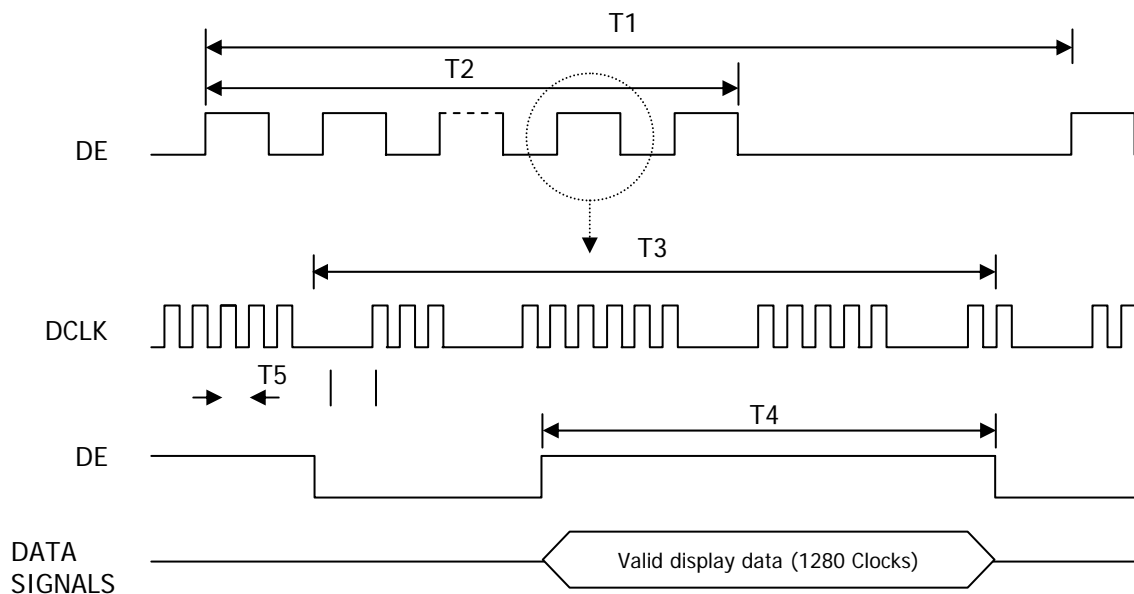 T1
T2
DE
T3
DCLK
T5
T4
DE
DATA
SIGNALS
Valid display data (1280 Clocks)